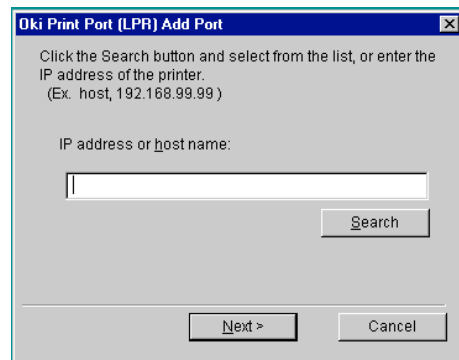 Oki Print Port (LPR) Add Port
Click the Search button and select from the list, or enter the
IP address of the printer.
(Ex. host, 192.168.99.99 )
IP address or host name:
Search
Next >
Cancel